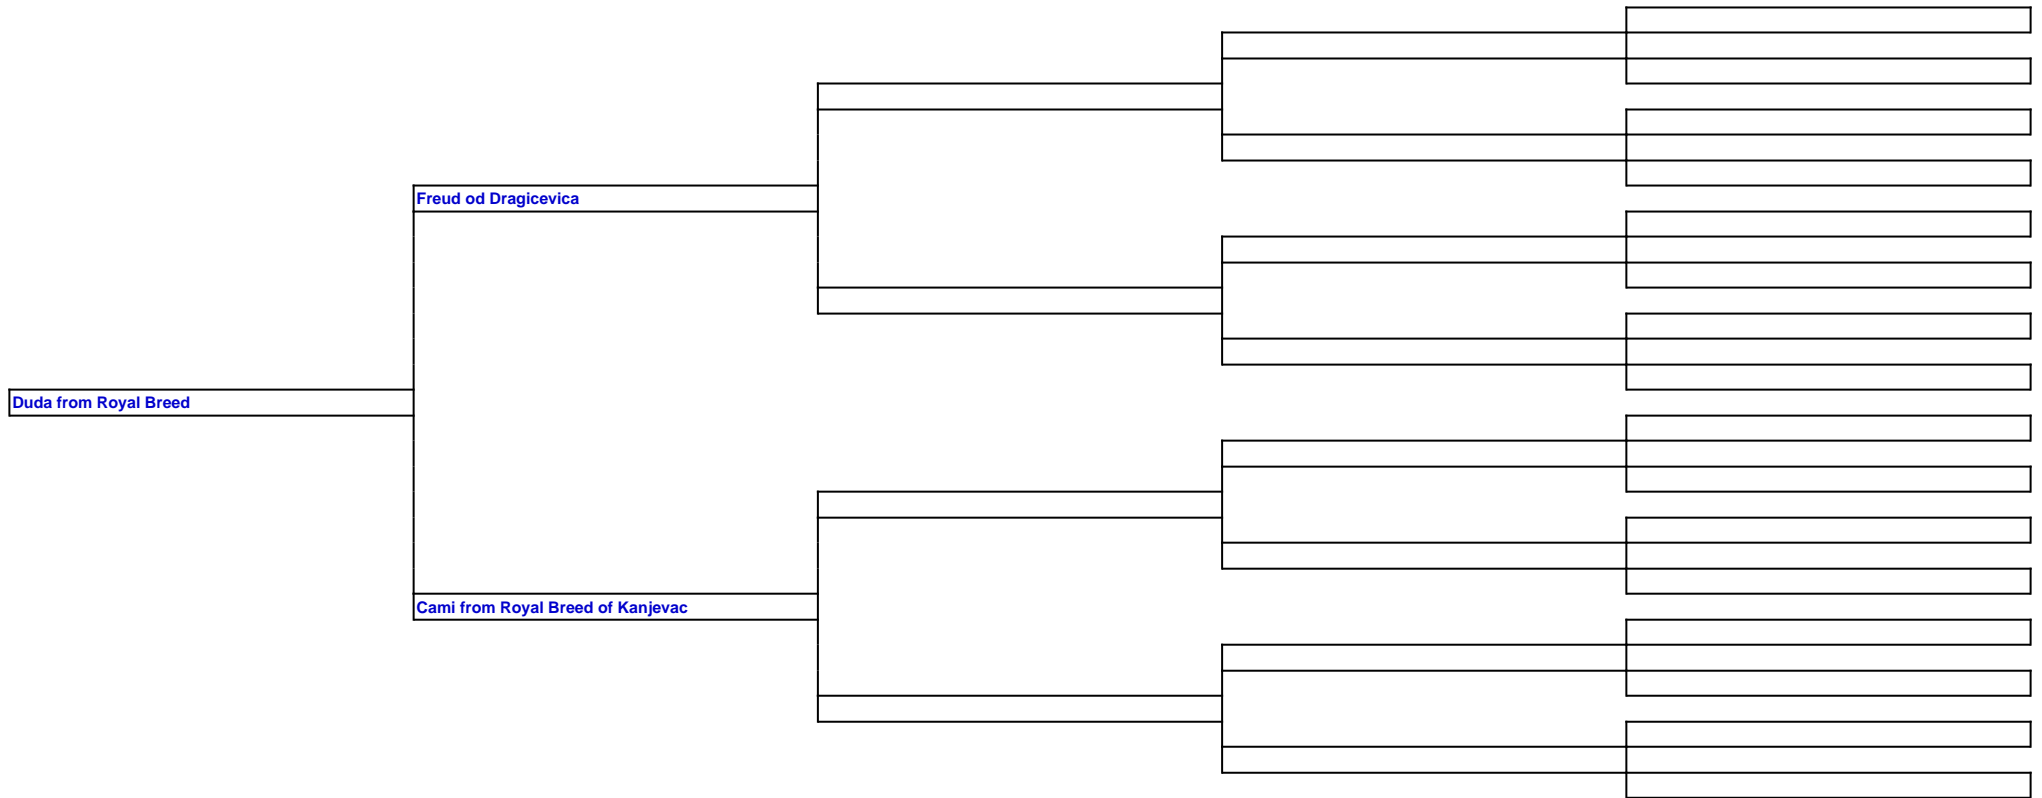 Freud od Dragicevica
Duda from Royal Breed
Cami from Royal Breed of Kanjevac